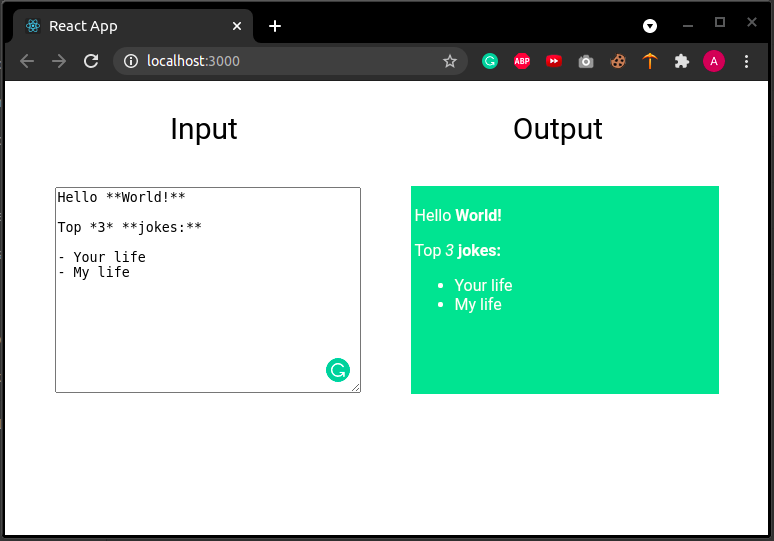 React App
localhost:3000
ABP
A
Input
Output
Hello **World!**
Top *3* **jokes:**
- Your life
- My life
Hello World!
Top 3 jokes:
• Your life
• My life